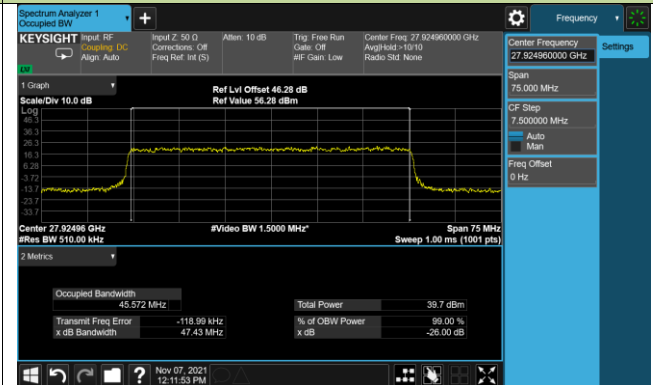 Spectrum Analyzer 1
Occupied BW
+
Frequency
KEYSIGHT
Input: RF
Coupling: DC
Align: Auto
Input Z: 50 Ω
Corrections: Off
Freq Ref: Int (S)
Atten: 10 dB
Trig: Free Run
Gate: Off
#IF Gain: Low
Center Freq: 27.924960000 GHz
Avg|Hold:>10/10
Radio Std: None
1 Graph
Scale/Div 10.0 dB
Ref Lvl Offset 46.28 dB
Ref Value 56.28 dBm
Log
46.3
36.3
26.3
16.3
6.28
-3.72
-13.7
-23.7
-33.7
Center 27.92496 GHz
#Res BW 510.00 kHz
#Video BW 1.5000 MHz*
Span 75 MHz
Sweep 1.00 ms (1001 pts)
2 Metrics
Occupied Bandwidth
45.572 MHz
Total Power 39.7 dBm
Transmit Freq Error -118.99 kHz
% of OBW Power 99.00 %
x dB Bandwidth 47.43 MHz
x dB -26.00 dB
Center Frequency
27.924960000 GHz
Settings
Span
75.000 MHz
CF Step
7.500000 MHz
Auto
Man
Freq Offset
0 Hz
?
Nov 07, 2021
12:11:53 PM